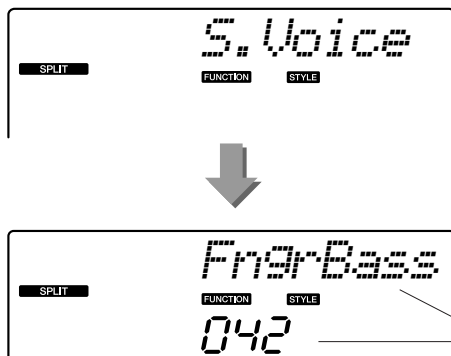 S.Voice
SPLIT FUNCTION STYLE
FngrBass
SPLIT FUNCTION STYLE
042